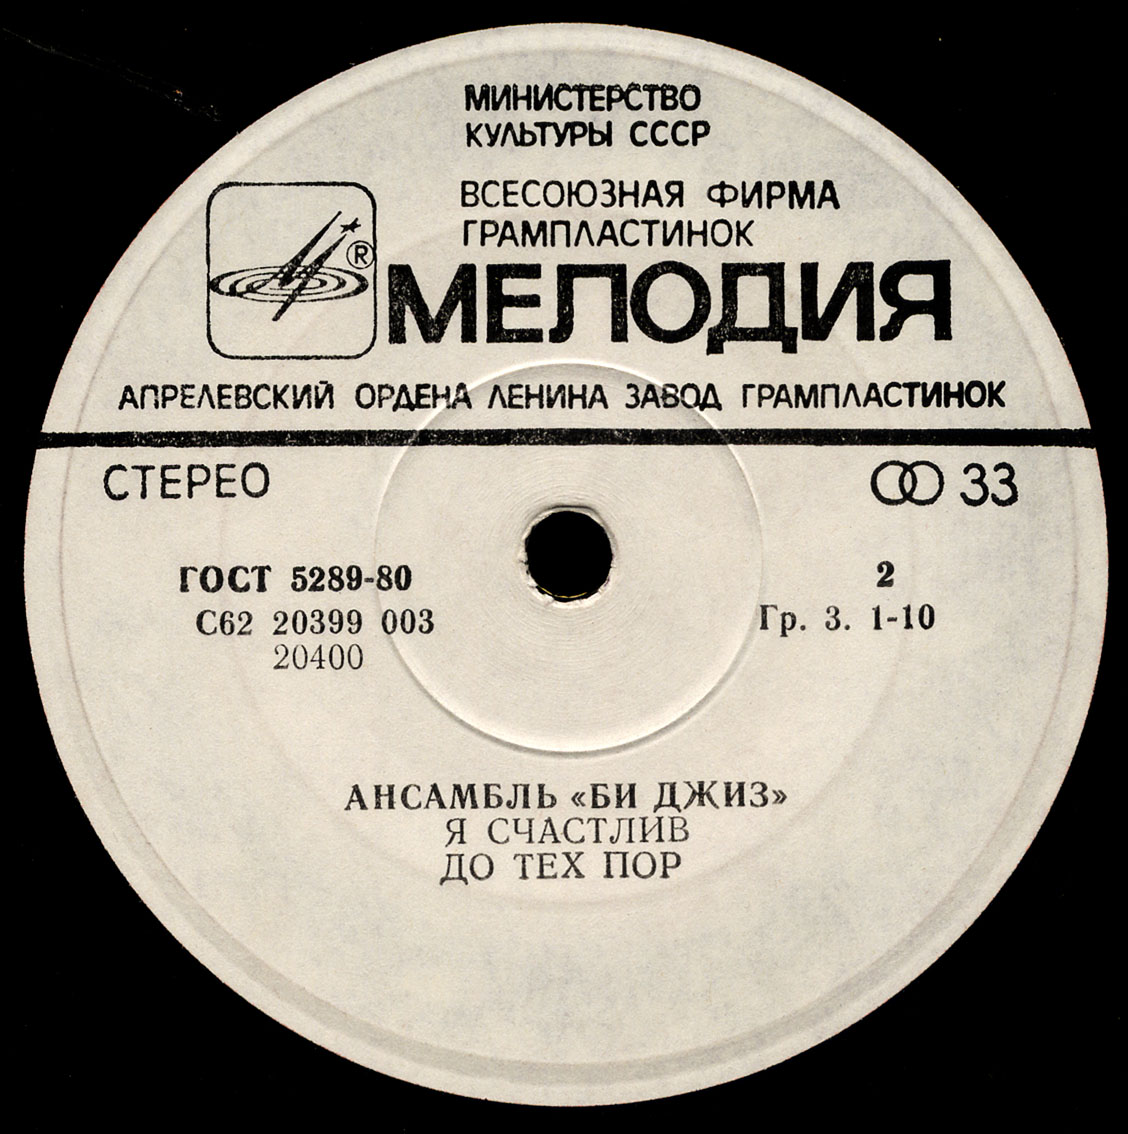 МИНИСТЕРСТВО
КУЛЬТУРЫ СССР
ВСЕСОЮЗНАЯ ФИРМА
ГРАМПЛАСТИНОК
®
МЕЛОДИЯ
АПРЕЛЕВСКИЙ ОРДЕНА ЛЕНИНА ЗАВОД ГРАМПЛАСТИНОК
СТЕРЕО
33
ГОСТ 5289-80
С62 20399 003
20400
2
Гр. 3. 1-10
АНСАМБЛЬ «БИ ДЖИЗ»
Я СЧАСТЛИВ
ДО ТЕХ ПОР